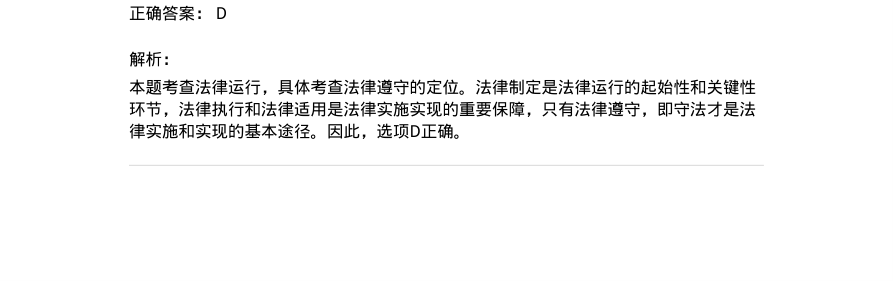 正确答案： D
解析：
本题考查法律运行，具体考查法律遵守的定位。法律制定是法律运行的起始性和关键性
环节，法律执行和法律适用是法律实施实现的重要保障，只有法律遵守，即守法才是法
律实施和实现的基本途径。因此，选项D正确。